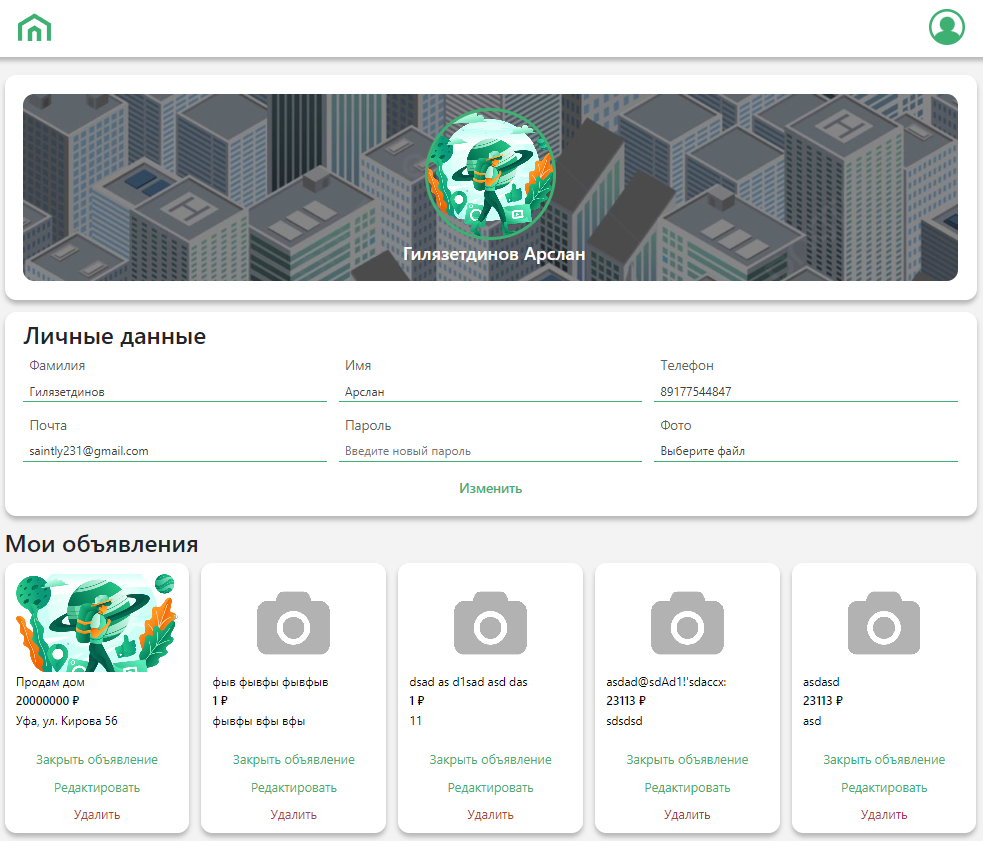 Гилязетдинов Арслан
Личные данные
Фамилия
Имя
Телефон
Гилязетдинов
Арслан
89177544847
Почта
Пароль
Фото
saintly231@gmail.com
Введите новый пароль
Выберите файл
Изменить
Мои объявления
Продам дом
20000000 ₽
Уфа, ул. Кирова 56
Закрыть объявление
Редактировать
Удалить
фыв фывфы фывфыв
1 ₽
фывфы вфы вфы
Закрыть объявление
Редактировать
Удалить
dsad as d1sad asd das
1 ₽
11
Закрыть объявление
Редактировать
Удалить
asdad@sdAd1!'sdaccx:
23113 ₽
sdsdsd
Закрыть объявление
Редактировать
Удалить
asdasd
23113 ₽
asd
Закрыть объявление
Редактировать
Удалить